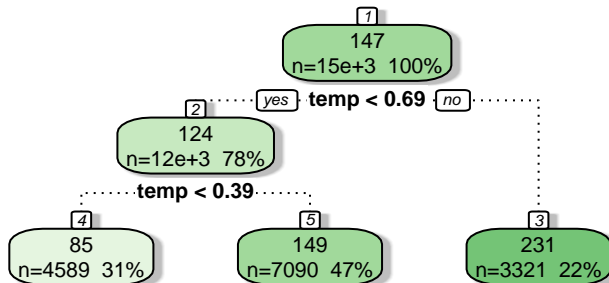 1
147
n=15e+3 100%
yes temp < 0.69 no
2
124
n=12e+3 78%
temp < 0.39
4
85
n=4589 31%
5
149
n=7090 47%
3
231
n=3321 22%